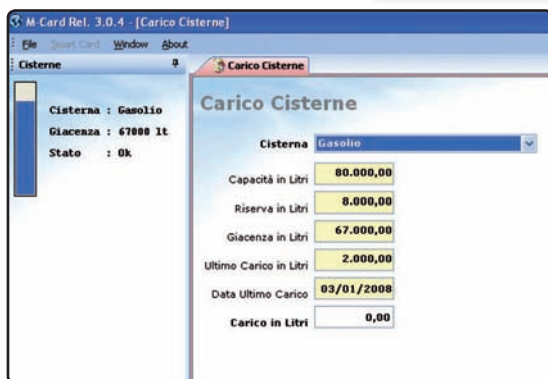 M-Card Rel. 3.0.4 - [Carico Cisterne]
File Smart Card Window About
Cisterne
Carico Cisterne
Cisterna : Gasolio
Giacenza : 67000 lt
Stato : Ok
Carico Cisterne
Cisterna Gasolio
Capacità in Litri 80.000,00
Riserva in Litri 8.000,00
Giacenza in Litri 67.000,00
Ultimo Carico in Litri 2.000,00
Data Ultimo Carico 03/01/2008
Carico in Litri 0,00